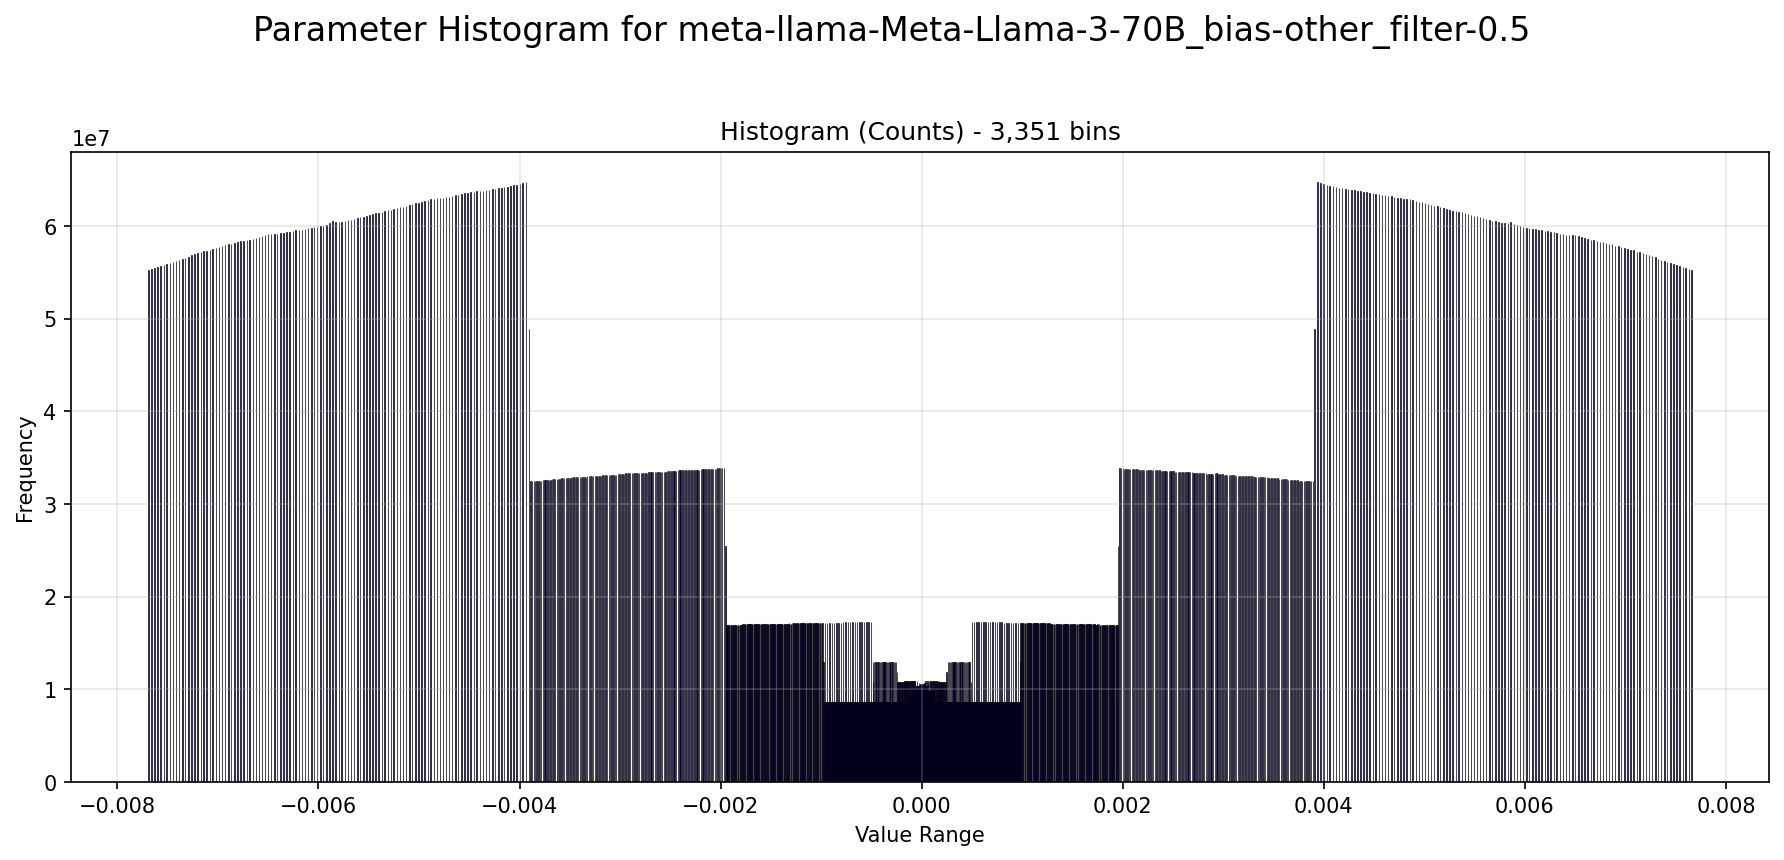 Parameter Histogram for meta-llama-Meta-Llama-3-70B_bias-other_filter-0.5
Histogram (Counts) - 3,351 bins
1e7
6
5
4
3
2
1
0
Frequency
−0.008 −0.006 −0.004 −0.002 0.000 0.002 0.004 0.006 0.008
Value Range